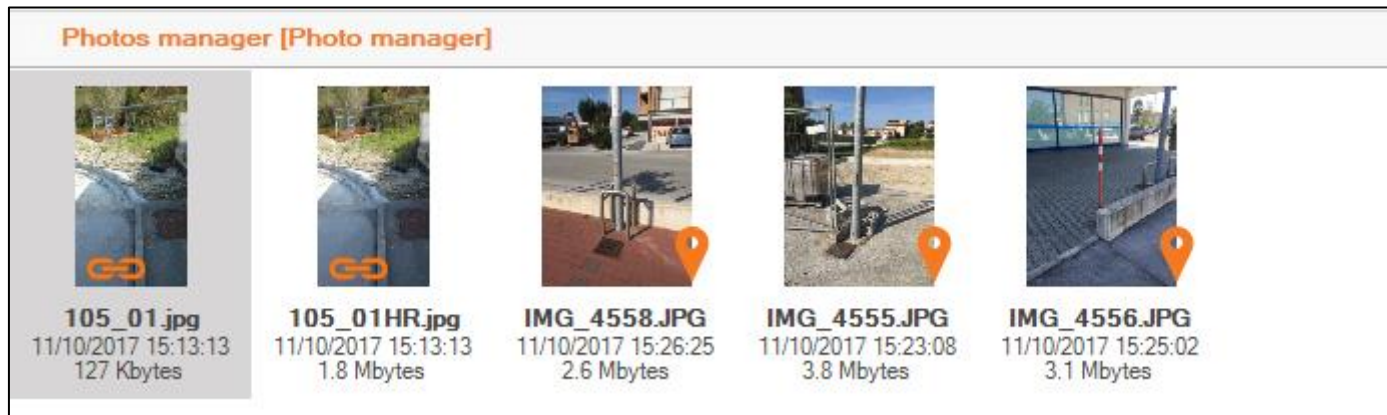 Photos manager [Photo manager]
105_01.jpg
11/10/2017 15:13:13
127 Kbytes
105_01HR.jpg
11/10/2017 15:13:13
1.8 Mbytes
IMG_4558.JPG
11/10/2017 15:26:25
2.6 Mbytes
IMG_4555.JPG
11/10/2017 15:23:08
3.8 Mbytes
IMG_4556.JPG
11/10/2017 15:25:02
3.1 Mbytes